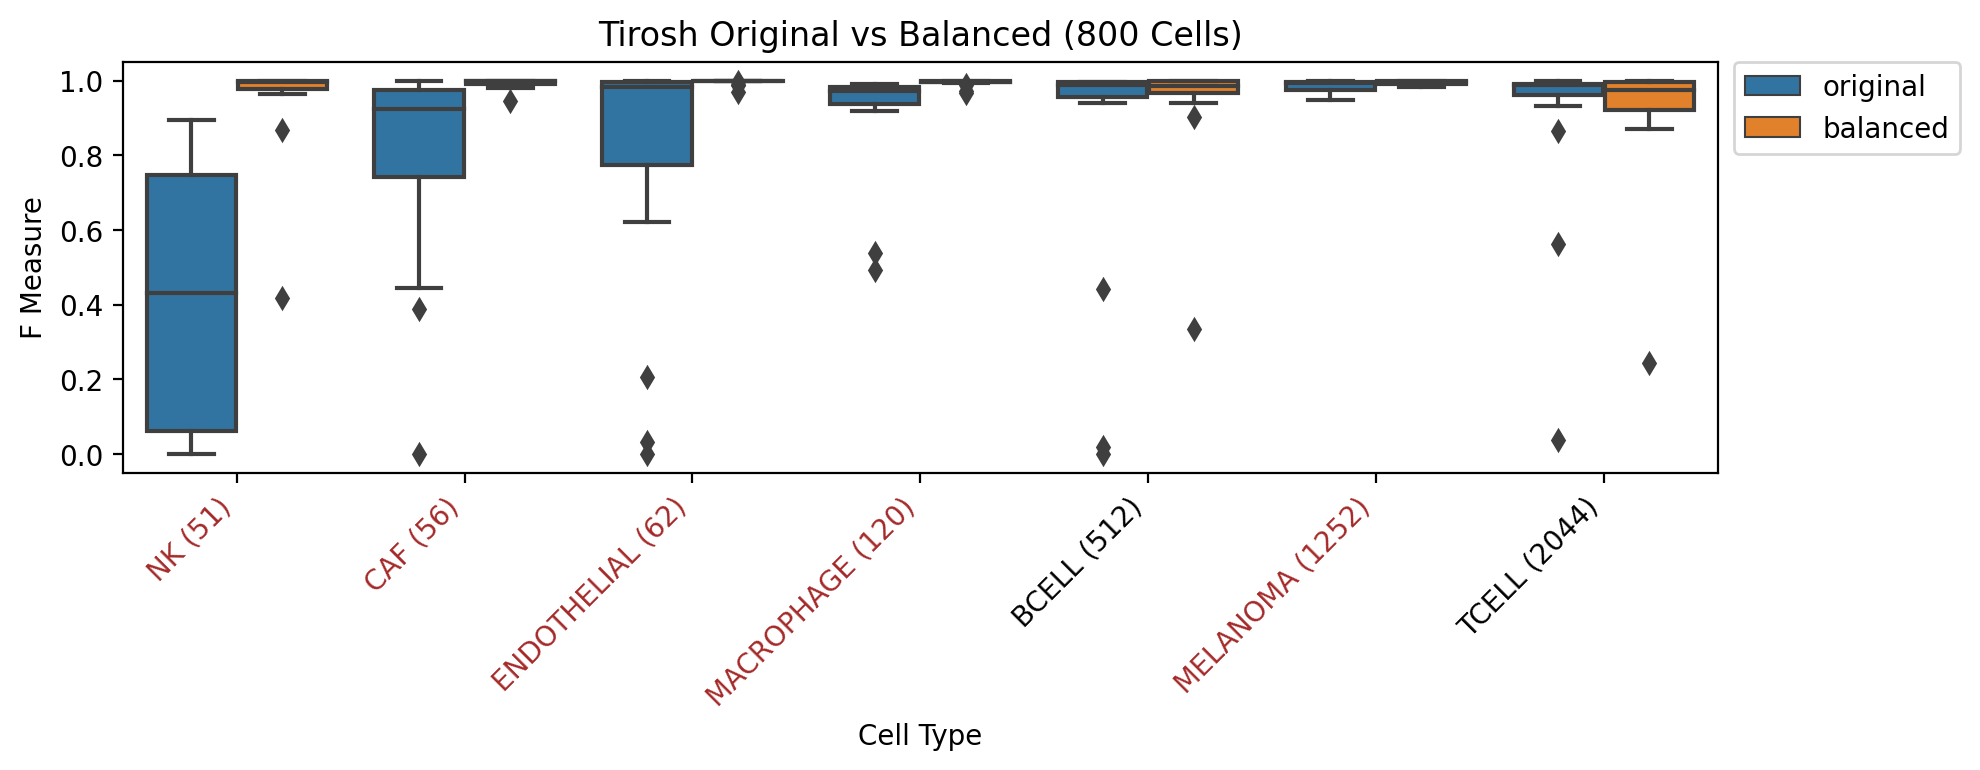 Tirosh Original vs Balanced (800 Cells)
original
balanced
F Measure
1.0
0.8
0.6
0.4
0.2
0.0
NK (51)
CAF (56)
ENDOTHELIAL (62)
MACROPHAGE (120)
BCELL (512)
MELANOMA (1252)
TCELL (2044)
Cell Type